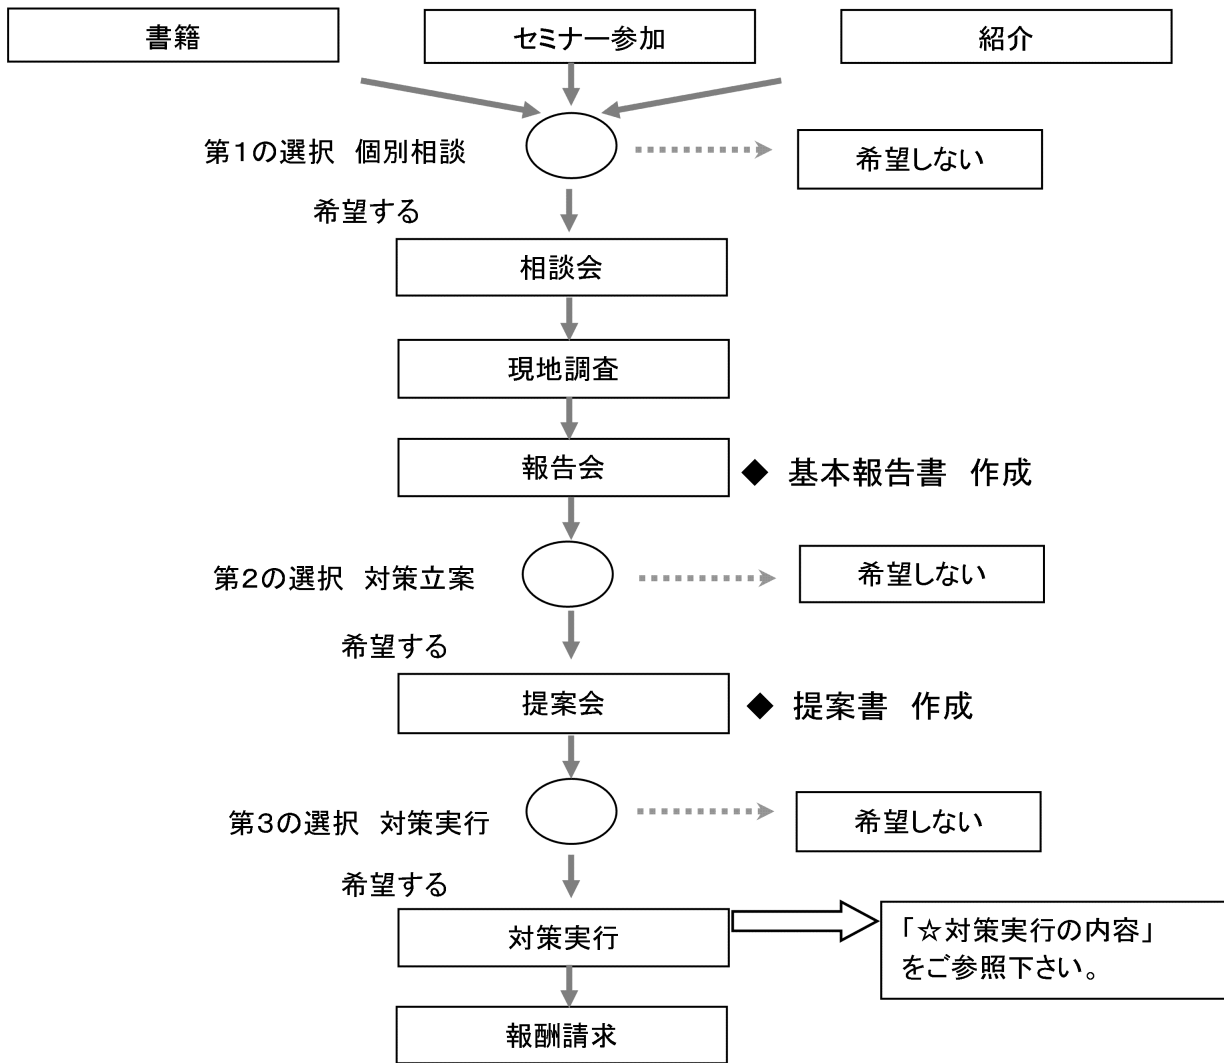 書籍
セミナー参加
紹介
第1の選択　個別相談
希望しない
希望する
相談会
現地調査
報告会
◆　基本報告書　作成
第2の選択　対策立案
希望しない
希望する
提案会
◆　提案書　作成
第3の選択　対策実行
希望しない
希望する
対策実行
「☆対策実行の内容」
をご参照下さい。
報酬請求